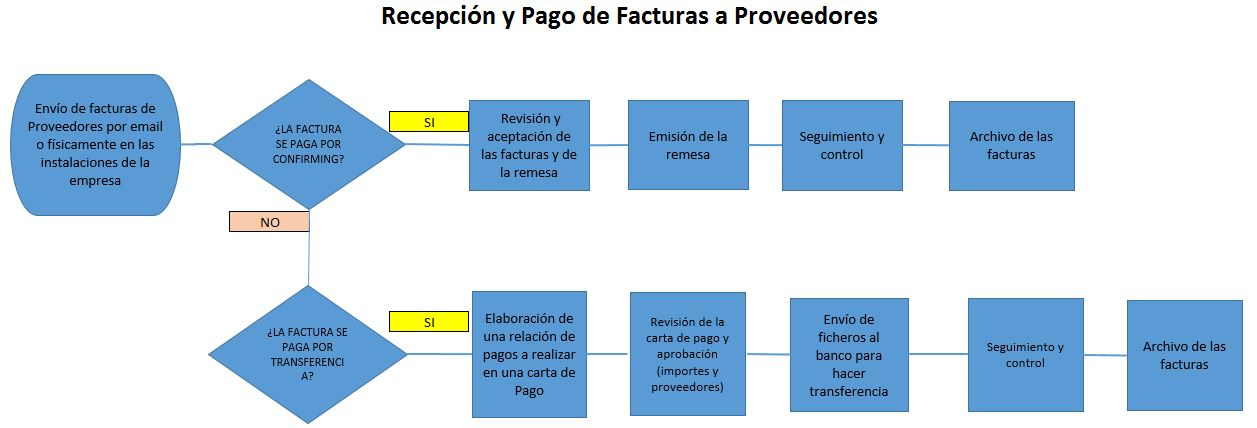 Recepción y Pago de Facturas a Proveedores
Envío de facturas de
Proveedores por email
o físicamente en las
instalaciones de la
empresa
¿LA FACTURA
SE PAGA POR
CONFIRMING?
SI
Revisión y
aceptación de
las facturas y de
la remesa
Emisión de la
remesa
Seguimiento y
control
Archivo de las
facturas
NO
¿LA FACTURA SE
PAGA POR
TRANSFERENCI
A?
SI
Elaboración de
una relación de
pagos a realizar
en una carta de
Pago
Revisión de la
carta de pago y
aprobación
(importes y
proveedores)
Envío de
ficheros al
banco para
hacer
transferencia
Seguimiento y
control
Archivo de las
facturas